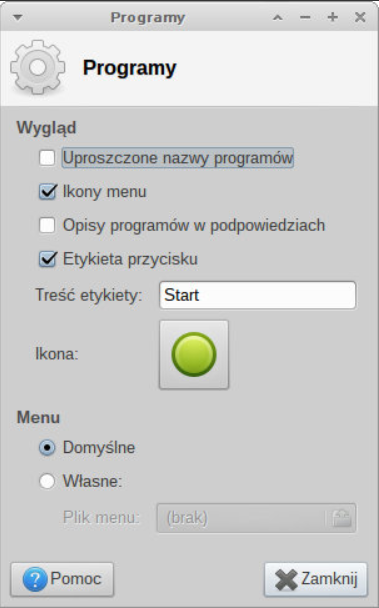 Programy
Programy
Wygląd
Uproszczone nazwy programów
Ikony menu
Opisy programów w podpowiedziach
Etykieta przycisku
Treść etykiety: Start
Ikona:
Menu
Domyślne
Własne:
Plik menu: (brak)
Pomoc Zamknij